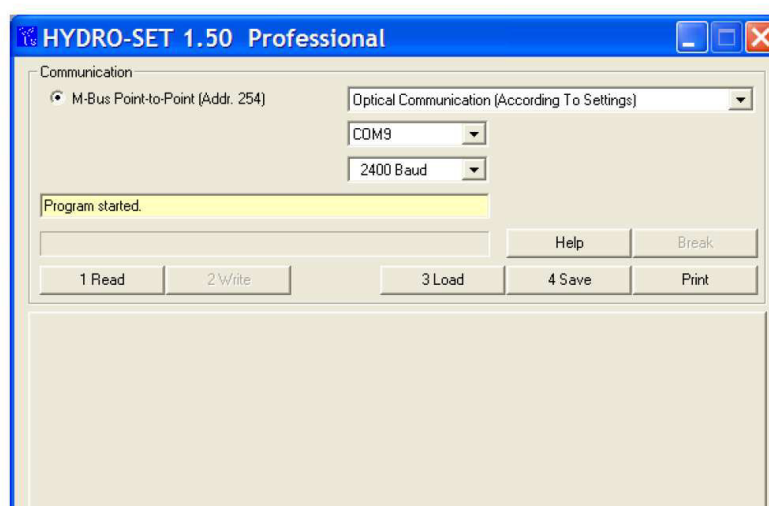 HYDRO-SET 1.50 Professional
Communication
M-Bus Point-to-Point (Addr. 254)
Optical Communication (According To Settings)
COM9
2400 Baud
Program started.
Help
Break
1 Read
2 Write
3 Load
4 Save
Print